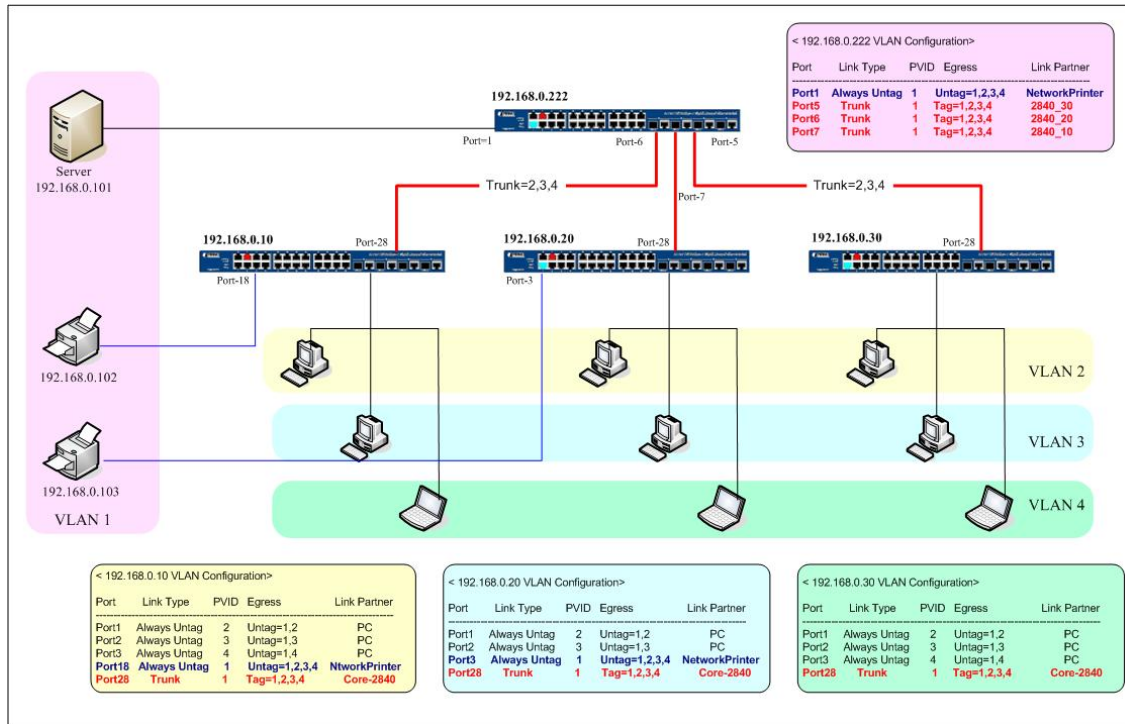 < 192.168.0.222 VLAN Configuration>
Port Link Type PVID Egress Link Partner
Port1 Always Untag 1 Untag=1,2,3,4 NetworkPrinter
Port5 Trunk 1 Tag=1,2,3,4 2840_30
Port6 Trunk 1 Tag=1,2,3,4 2840_20
Port7 Trunk 1 Tag=1,2,3,4 2840_10
192.168.0.222
Port=1
Port-6
Port-5
Server
192.168.0.101
Trunk=2,3,4
Trunk=2,3,4
Port-7
192.168.0.10
Port-28
192.168.0.20
Port-28
192.168.0.30
Port-28
Port-18
Port-3
192.168.0.102
VLAN 2
VLAN 3
192.168.0.103
VLAN 1
VLAN 4
< 192.168.0.10 VLAN Configuration>
Port Link Type PVID Egress Link Partner
Port1 Always Untag 2 Untag=1,2 PC
Port2 Always Untag 3 Untag=1,3 PC
Port3 Always Untag 4 Untag=1,4 PC
Port18 Always Untag 1 Untag=1,2,3,4 NtworkPrinter
Port28 Trunk 1 Tag=1,2,3,4 Core-2840
< 192.168.0.20 VLAN Configuration>
Port Link Type PVID Egress Link Partner
Port1 Always Untag 2 Untag=1,2 PC
Port2 Always Untag 3 Untag=1,3 PC
Port3 Always Untag 1 Untag=1,2,3,4 NetworkPrinter
Port28 Trunk 1 Tag=1,2,3,4 Core-2840
< 192.168.0.30 VLAN Configuration>
Port Link Type PVID Egress Link Partner
Port1 Always Untag 2 Untag=1,2 PC
Port2 Always Untag 3 Untag=1,3 PC
Port3 Always Untag 4 Untag=1,4 PC
Port28 Trunk 1 Tag=1,2,3,4 Core-2840